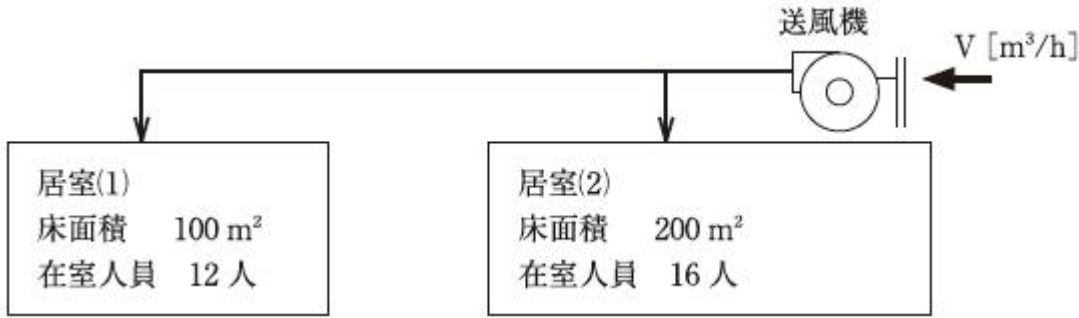 送風機
V [m³/h]
居室(1)
床面積 100 m²
在室人員 12 人
居室(2)
床面積 200 m²
在室人員 16 人